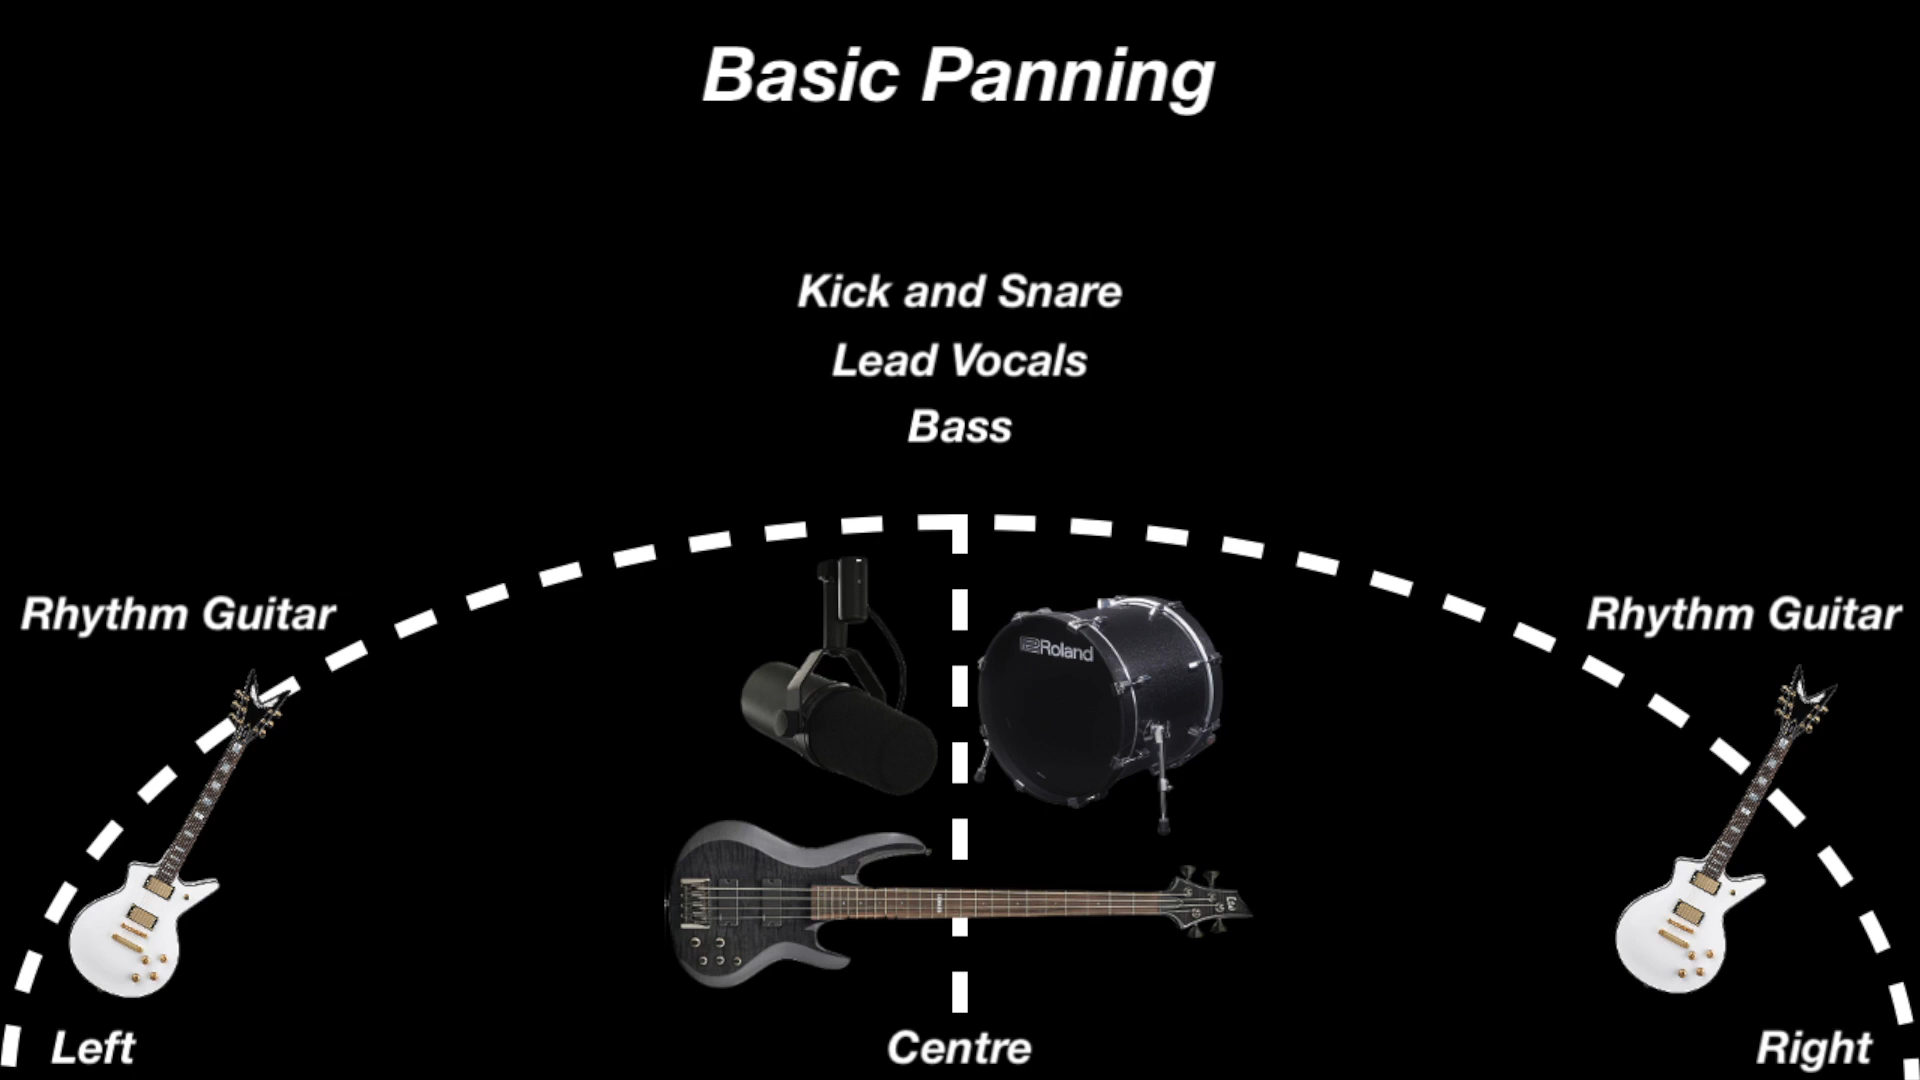 Basic Panning
Kick and Snare
Lead Vocals
Bass
Rhythm Guitar
Rhythm Guitar
Roland
Left
Centre
Right